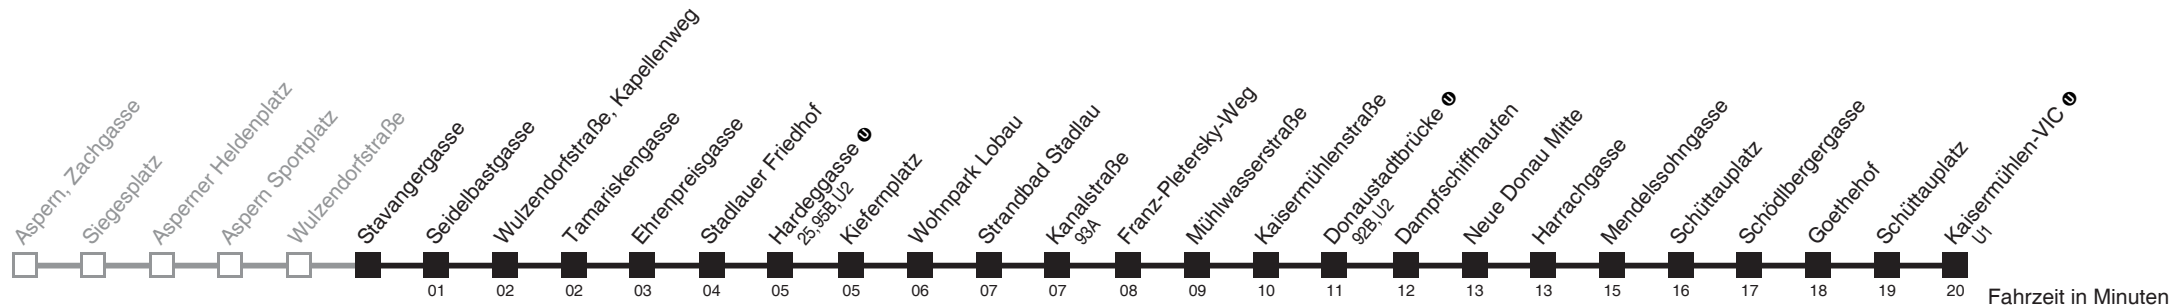 Aspern, Zachgasse
Siegesplatz
Asperner Heldenplatz
Aspern Sportplatz
Wulzendorfstraße
Stavangergasse
Seidelbastgasse
Wulzendorfstraße, Kapellenweg
Tamariskengasse
Ehrenpreisgasse
Stadlauer Friedhof
Hardeggasse U
25, 95B, U2
Kiefernplatz
Wohnpark Lobau
Strandbad Stadlau
Kanalstraße
93A
Franz-Pletersky-Weg
Mühlwasserstraße
Kaisermühlenstraße
Donaustadtbrücke U
92B, U2
Dampfschiffhaufen
Neue Donau Mitte
Harrachgasse
Mendelssohngasse
Schüttauplatz
Schödlbergergasse
Goethehof
Schüttauplatz
Kaisermühlen-VIC U
U1
01 02 02 03 04 05 05 06 07 07 08 09 10 11 12 13 13 15 16 17 18 19 20 Fahrzeit in Minuten